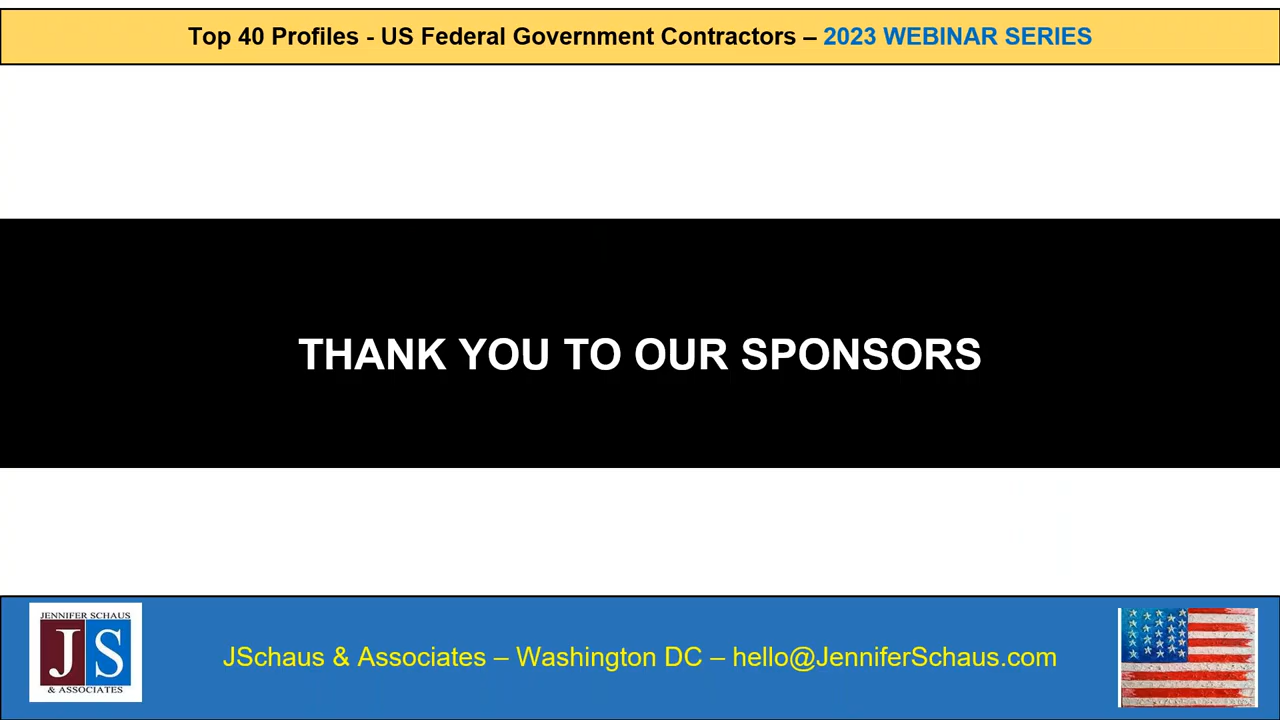 Top 40 Profiles - US Federal Government Contractors – 2023 WEBINAR SERIES
THANK YOU TO OUR SPONSORS
JENNIFER SCHAUS
JS
& ASSOCIATES
JSchaus & Associates – Washington DC – hello@JenniferSchaus.com